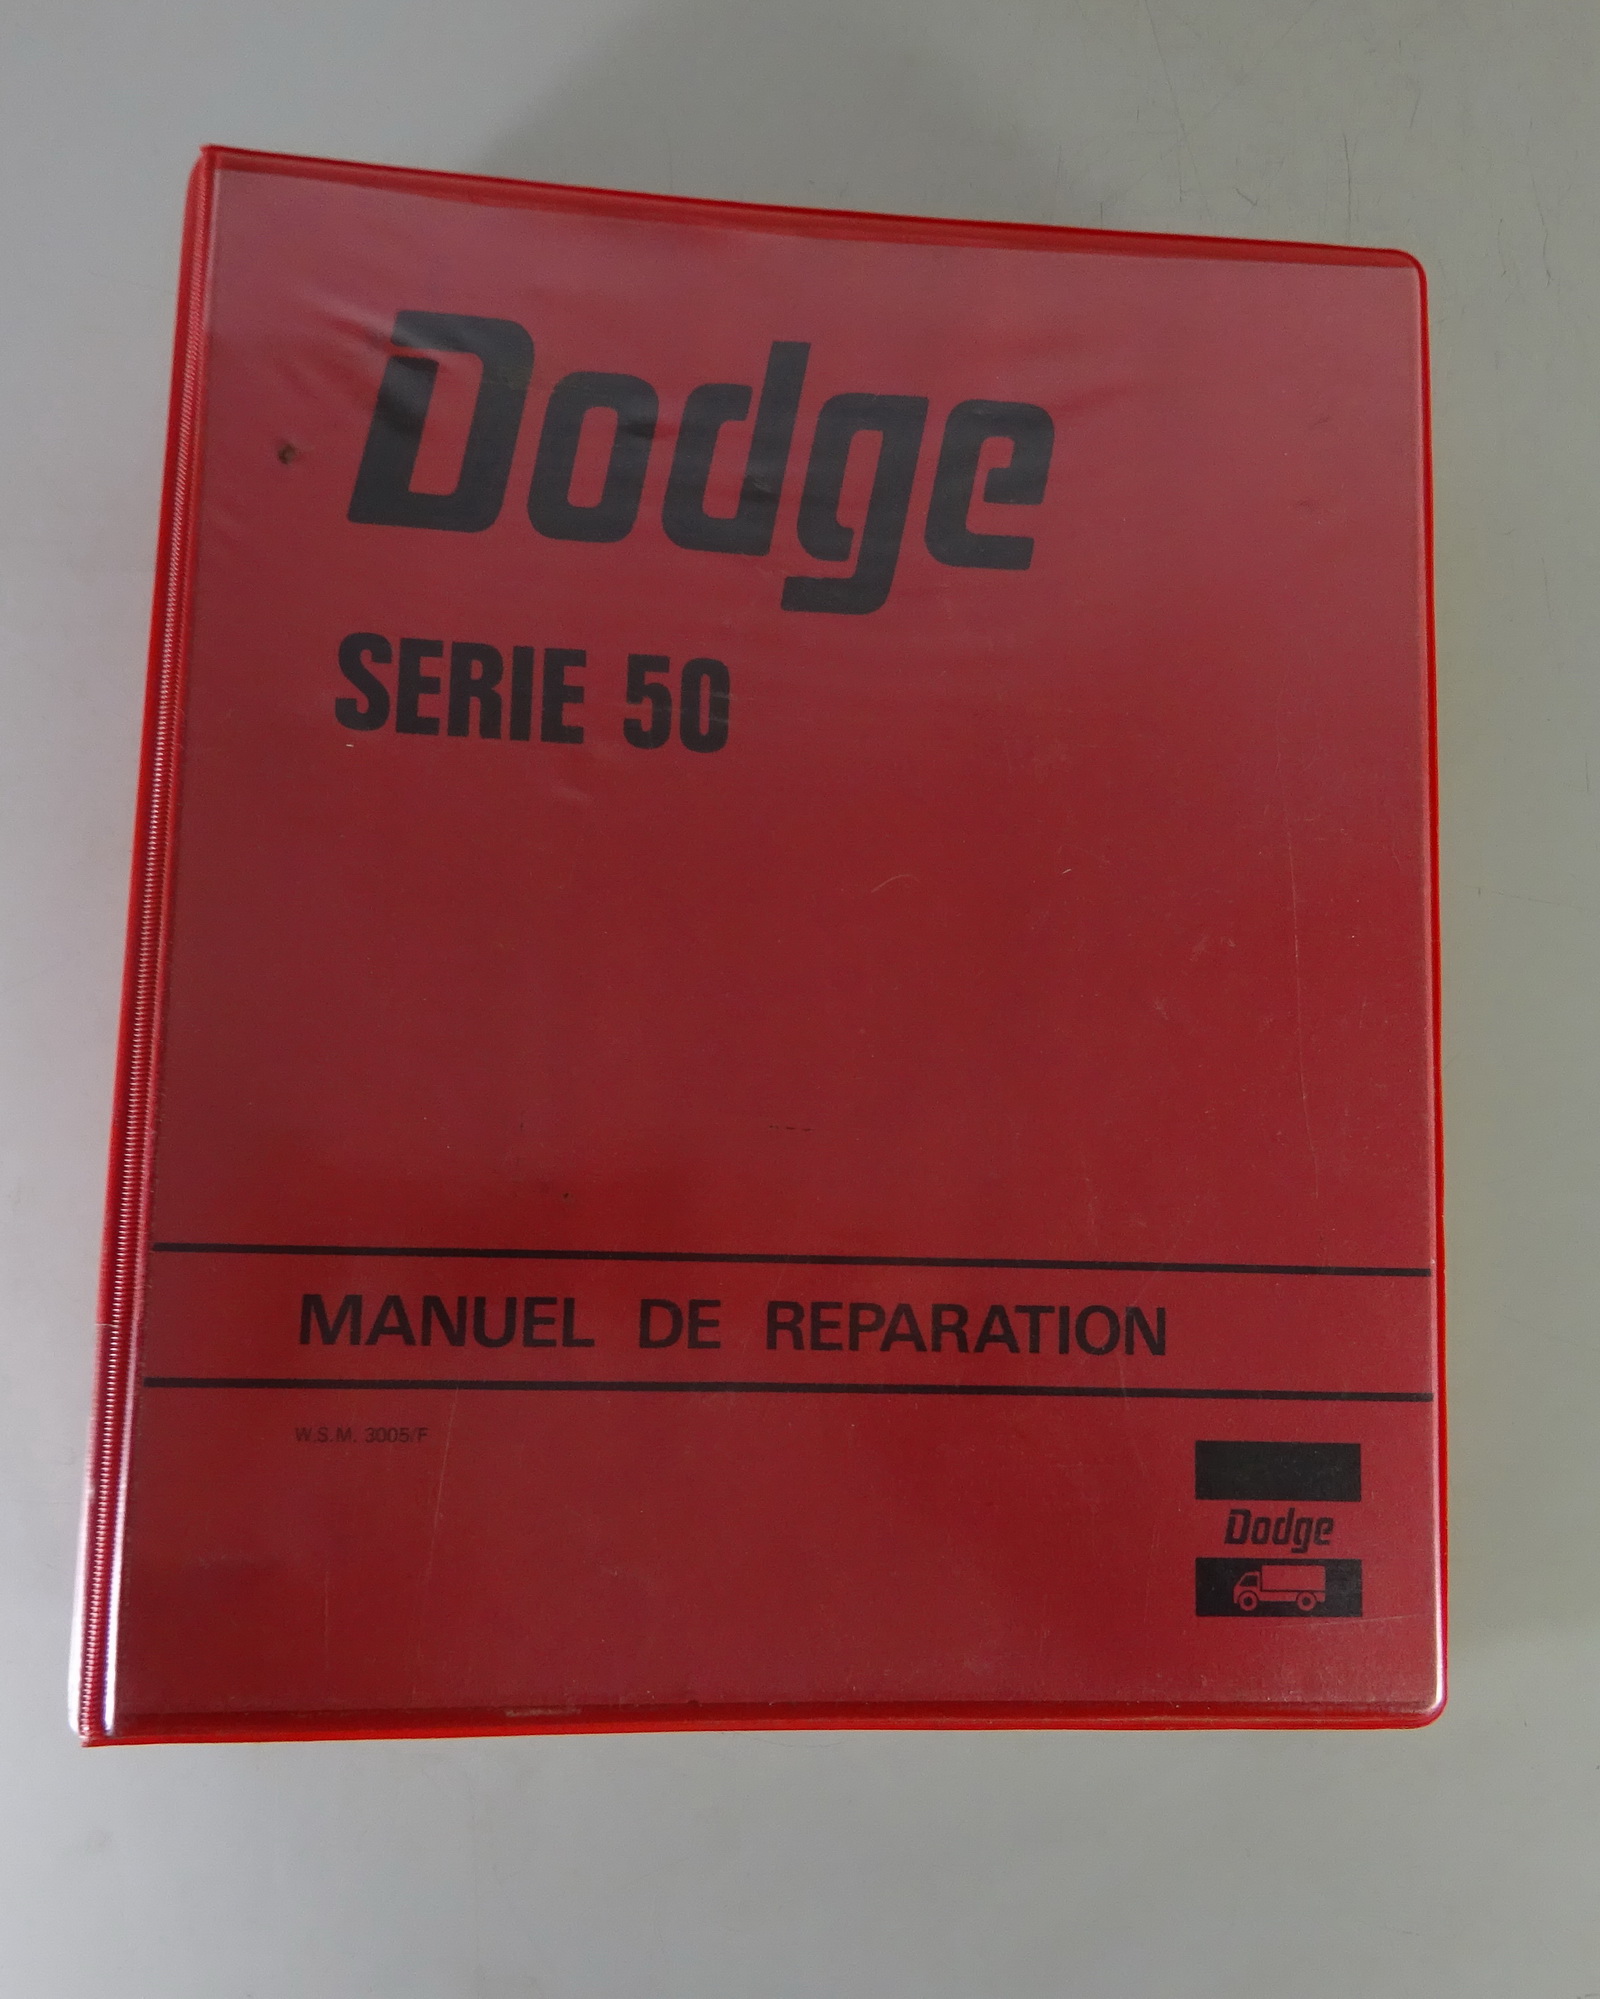 Dodge
SERIE 50
MANUEL DE REPARATION
W.S.M. 3005/F
Dodge